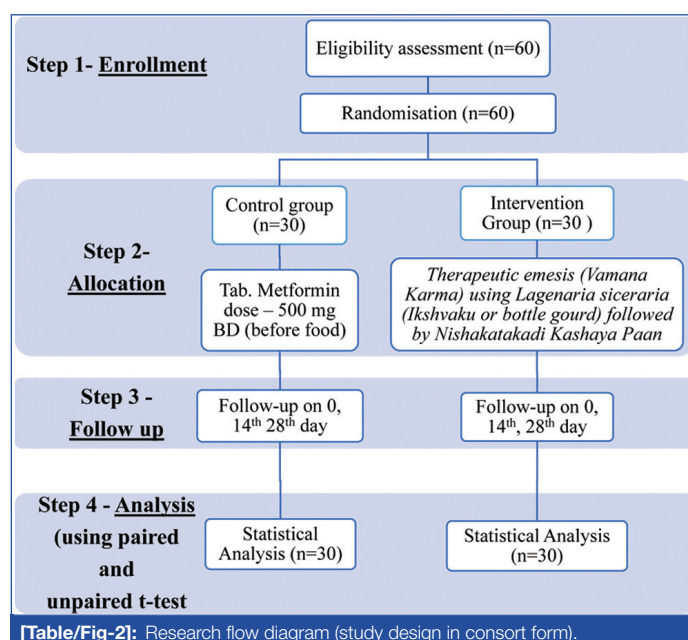 Step 1- Enrollment
Eligibility assessment (n=60)
Randomisation (n=60)
Step 2-
Allocation
Control group
(n=30)
Intervention
Group (n=30 )
Tab. Metformin
dose – 500 mg
BD (before food)
Therapeutic emesis (Vamana
Karma) using Lagenaria siceraria
(Ikshvaku or bottle gourd) followed
by Nishakatakadi Kashaya Paan
Step 3 -
Follow up
Follow-up on 0,
14th 28th day
Follow-up on 0,
14th, 28th day
Step 4 - Analysis
(using paired
and
unpaired t-test
Statistical
Analysis (n=30)
Statistical Analysis
(n=30)
[Table/Fig-2]: Research flow diagram (study design in consort form).